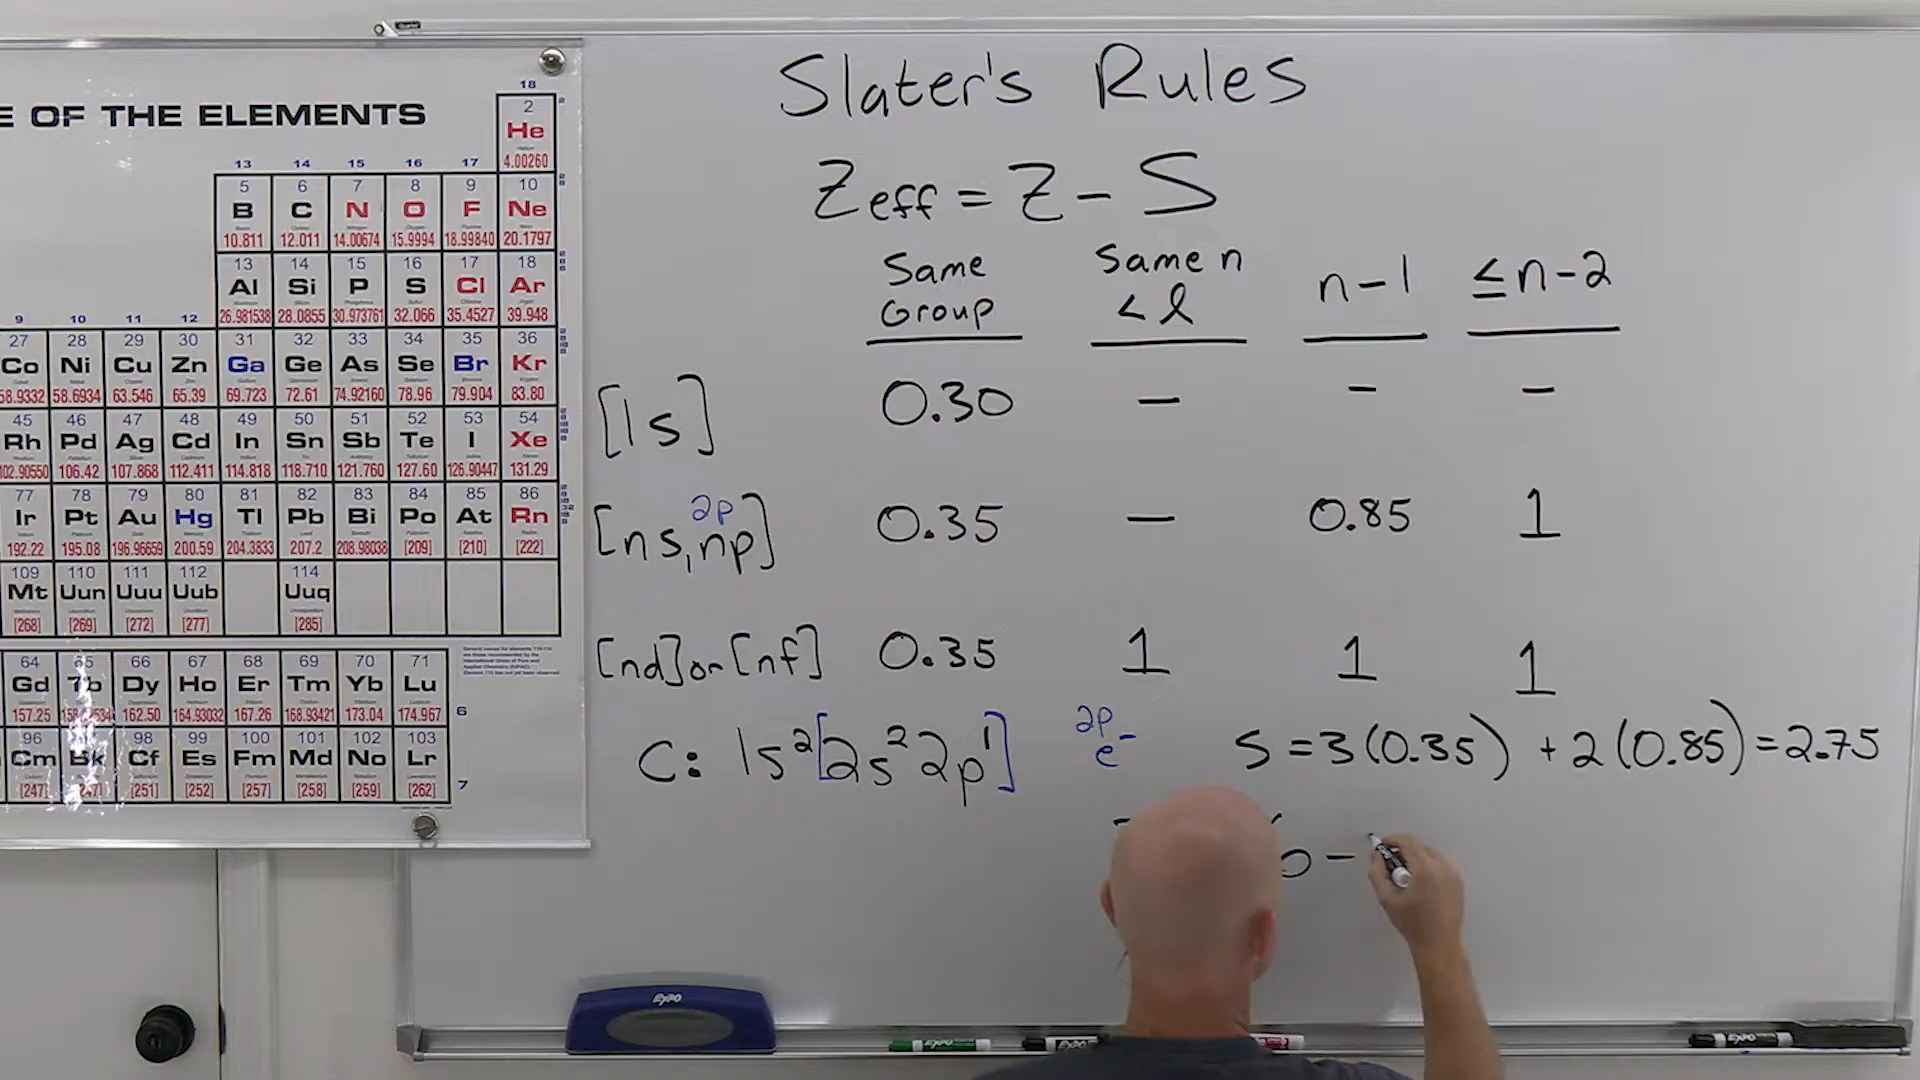 Slater's Rules
Zeff = Z - S
Same Group
Same n < l
n-1
≤ n-2
[1s] 0.30 - - -
2p
[ns, np] 0.35 - 0.85 1
[nd] or [nf] 0.35 1 1 1
C: 1s² [2s² 2p¹]
2p e⁻
S = 3(0.35) + 2(0.85) = 2.75
6 -
E OF THE ELEMENTS
18
2
He
4.00260
13 14 15 16 17
5 6 7 8 9 10
B C N O F Ne
10.811 12.011 14.00674 15.9994 18.99840 20.1797
13 14 15 16 17 18
Al Si P S Cl Ar
26.981538 28.0855 30.973761 32.066 35.4527 39.948
9 10 11 12
27 28 29 30 31 32 33 34 35 36
Co Ni Cu Zn Ga Ge As Se Br Kr
58.9332 58.6934 63.546 65.39 69.723 72.61 74.92160 78.96 79.904 83.80
45 46 47 48 49 50 51 52 53 54
Rh Pd Ag Cd In Sn Sb Te I Xe
102.90550 106.42 107.868 112.411 114.818 118.710 121.760 127.60 126.90447 131.29
77 78 79 80 81 82 83 84 85 86
Ir Pt Au Hg Tl Pb Bi Po At Rn
192.22 195.08 196.96659 200.59 204.3833 207.2 208.98038 [209] [210] [222]
109 110 111 112 114
Mt Uun Uuu Uub Uuq
[268] [269] [272] [277] [285]
64 65 66 67 68 69 70 71
Gd Tb Dy Ho Er Tm Yb Lu 6
157.25 162.50 164.93032 167.26 168.93421 173.04 174.967
96 98 99 100 101 102 103
Cm Bk Cf Es Fm Md No Lr 7
[247] [247] [251] [252] [257] [258] [259] [262]
EXPO
EXPO
EXPO
EXPO